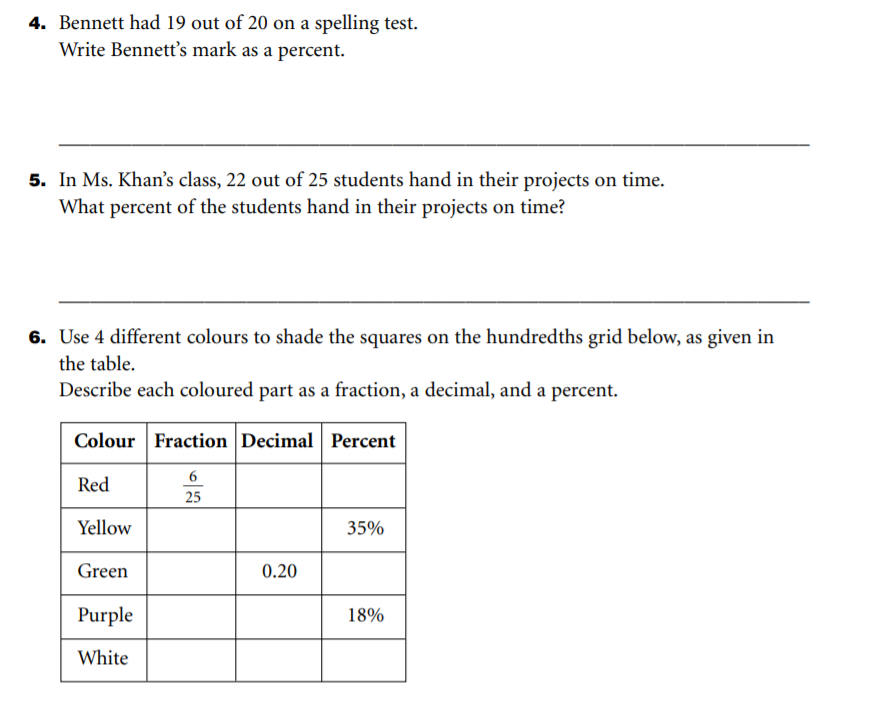 4. Bennett had 19 out of 20 on a spelling test.
Write Bennett’s mark as a percent.
5. In Ms. Khan’s class, 22 out of 25 students hand in their projects on time.
What percent of the students hand in their projects on time?
6. Use 4 different colours to shade the squares on the hundredths grid below, as given in
the table.
Describe each coloured part as a fraction, a decimal, and a percent.
Colour Fraction Decimal Percent
Red 6/25
Yellow 35%
Green 0.20
Purple 18%
White